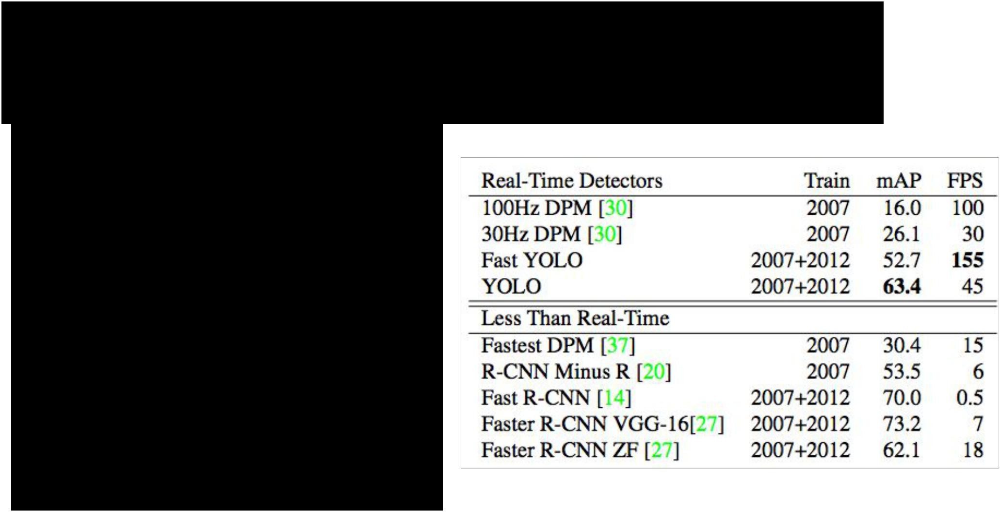 Real-Time Detectors Train mAP FPS
100Hz DPM [30] 2007 16.0 100
30Hz DPM [30] 2007 26.1 30
Fast YOLO 2007+2012 52.7 155
YOLO 2007+2012 63.4 45
Less Than Real-Time
Fastest DPM [37] 2007 30.4 15
R-CNN Minus R [20] 2007 53.5 6
Fast R-CNN [14] 2007+2012 70.0 0.5
Faster R-CNN VGG-16[27] 2007+2012 73.2 7
Faster R-CNN ZF [27] 2007+2012 62.1 18